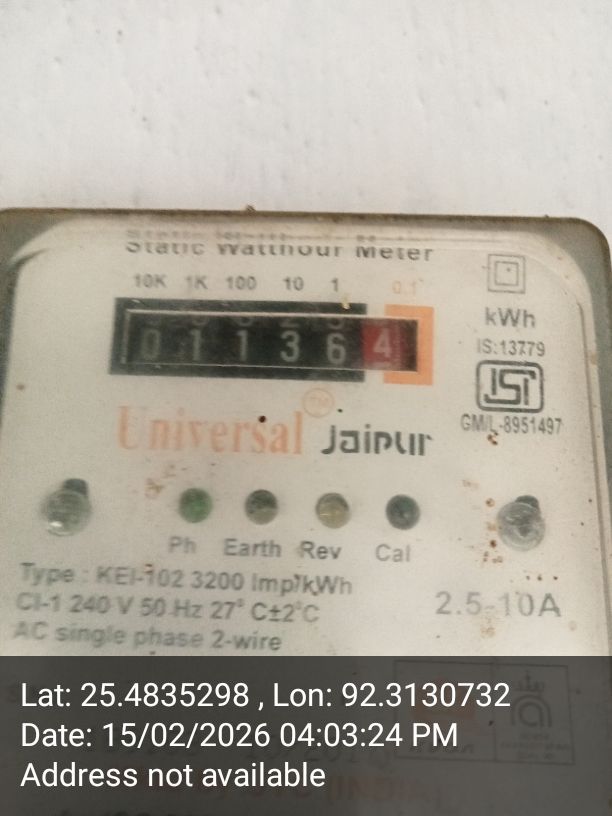 Static Watthour Meter
10K 1K 100 10 1 0.1
0 1 1 3 6 4
kWh
IS:13779
ISI
GM/L-8951497
Universal TM Jaipur
Ph Earth Rev Cal
Type : KEI-102 3200 Imp/kWh
Cl-1 240 V 50 Hz 27° C±2°C
2.5-10A
AC single phase 2-wire
Lat: 25.4835298 , Lon: 92.3130732
Date: 15/02/2026 04:03:24 PM
Address not available